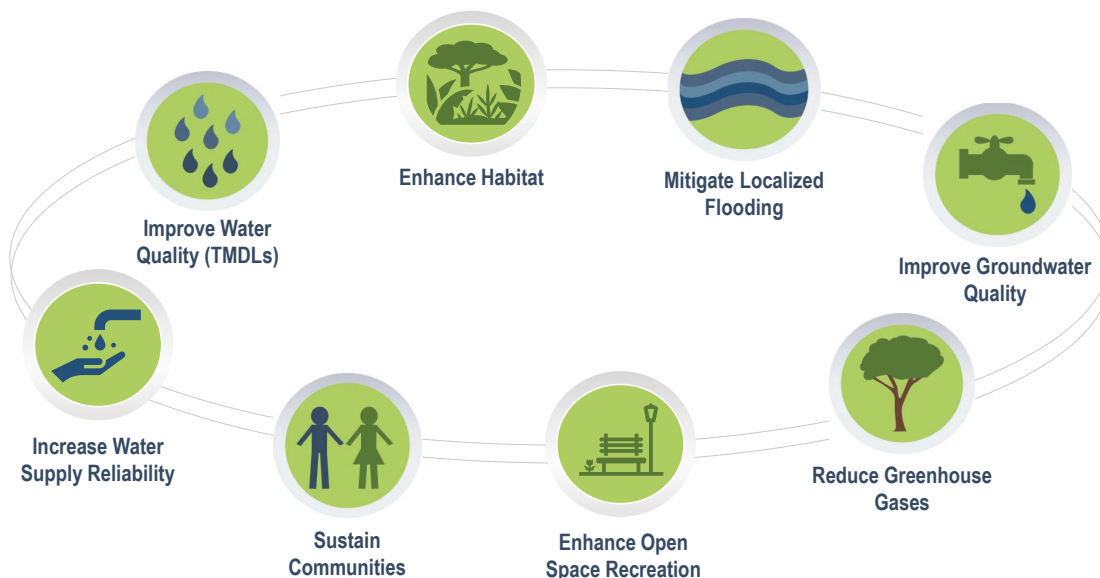 Enhance Habitat
Mitigate Localized
Flooding
Improve Water
Quality (TMDLs)
Improve Groundwater
Quality
Increase Water
Supply Reliability
Reduce Greenhouse
Gases
Sustain
Communities
Enhance Open
Space Recreation